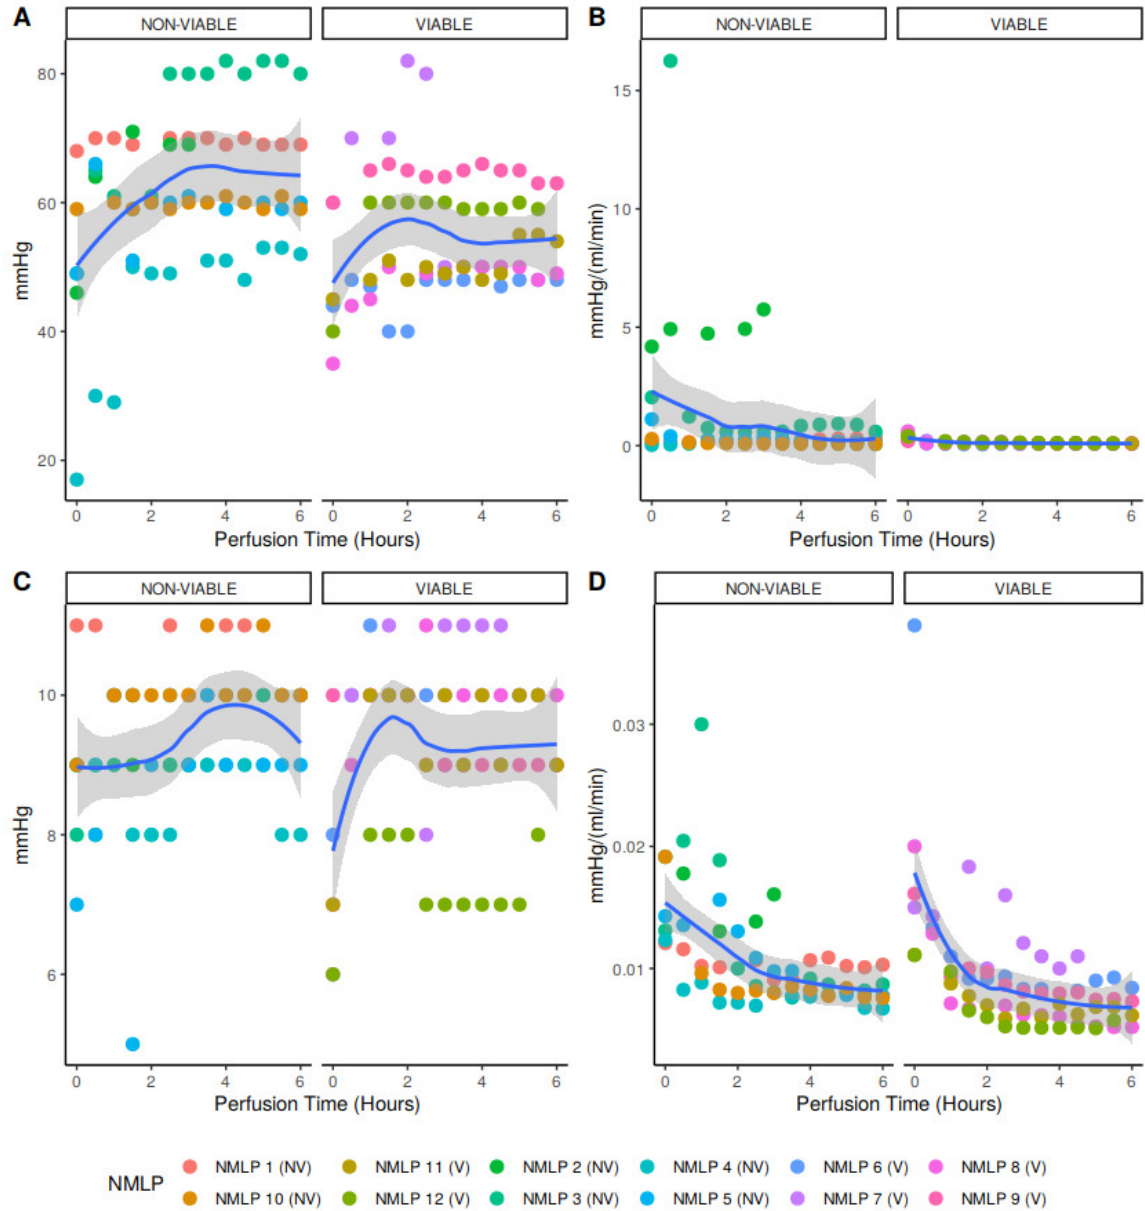 A
NON-VIABLE
VIABLE
mmHg
80
60
40
20
0 2 4 6
0 2 4 6
Perfusion Time (Hours)
B
NON-VIABLE
VIABLE
mmHg/(ml/min)
15
10
5
0
0 2 4 6
0 2 4 6
Perfusion Time (Hours)
C
NON-VIABLE
VIABLE
mmHg
10
8
6
0 2 4 6
0 2 4 6
Perfusion Time (Hours)
D
NON-VIABLE
VIABLE
mmHg/(ml/min)
0.03
0.02
0.01
0 2 4 6
0 2 4 6
Perfusion Time (Hours)
NMLP
NMLP 1 (NV) NMLP 11 (V) NMLP 2 (NV) NMLP 4 (NV) NMLP 6 (V) NMLP 8 (V)
NMLP 10 (NV) NMLP 12 (V) NMLP 3 (NV) NMLP 5 (NV) NMLP 7 (V) NMLP 9 (V)